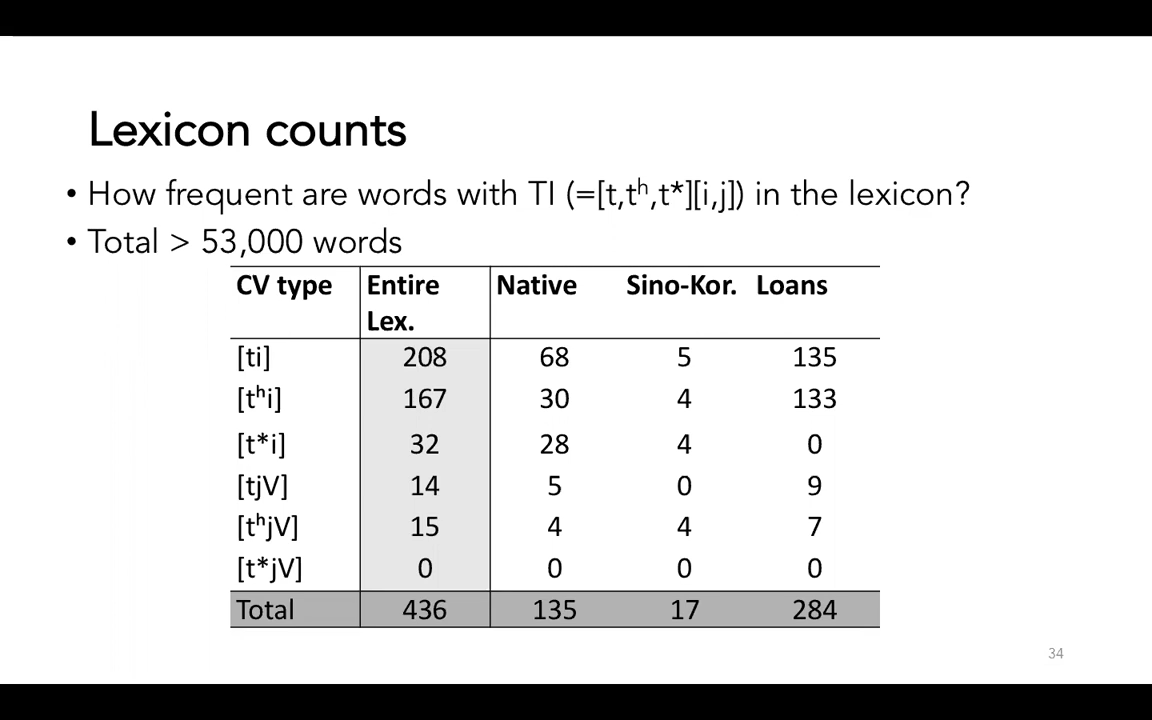 Lexicon counts
• How frequent are words with TI (=[t,tʰ,t*][i,j]) in the lexicon?
• Total > 53,000 words
CV type Entire Lex. Native Sino-Kor. Loans
[ti] 208 68 5 135
[tʰi] 167 30 4 133
[t*i] 32 28 4 0
[tjV] 14 5 0 9
[tʰjV] 15 4 4 7
[t*jV] 0 0 0 0
Total 436 135 17 284
34